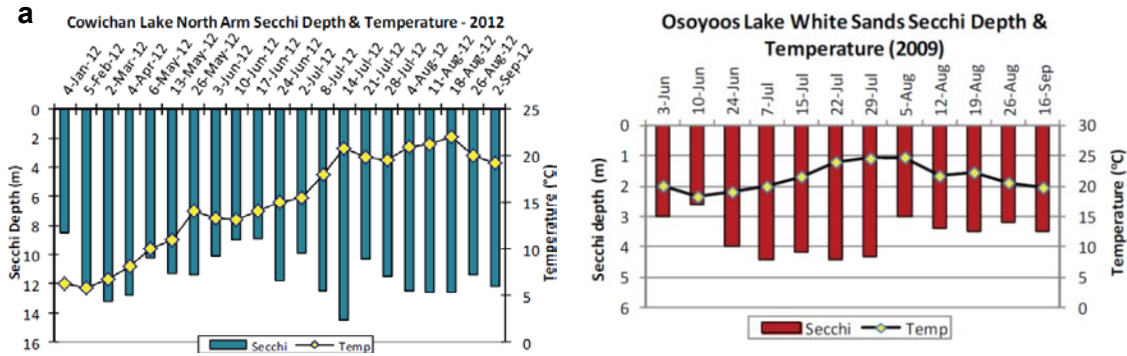 a
Cowichan Lake North Arm Secchi Depth & Temperature - 2012
4-Jan-12
5-Feb-12
2-Mar-12
4-Apr-12
6-May-12
13-May-12
26-May-12
3-Jun-12
10-Jun-12
17-Jun-12
24-Jun-12
2-Jul-12
8-Jul-12
14-Jul-12
21-Jul-12
28-Jul-12
4-Aug-12
11-Aug-12
18-Aug-12
26-Aug-12
2-Sep-12
Secchi Depth (m)
0
2
4
6
8
10
12
14
16
25
20
15
10
5
0
Temperature (°C)
Secchi Temp
Osoyoos Lake White Sands Secchi Depth &
Temperature (2009)
3-Jun
10-Jun
24-Jun
7-Jul
15-Jul
22-Jul
29-Jul
5-Aug
12-Aug
19-Aug
26-Aug
16-Sep
Secchi depth (m)
0
1
2
3
4
5
6
30
25
20
15
10
5
0
Temperature (°C)
Secchi Temp